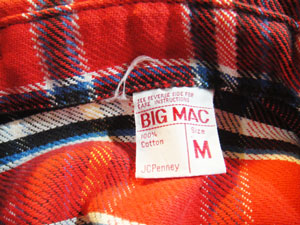 SEE REVERSE SIDE FOR
CARE INSTRUCTIONS
BIG MAC
100%
Cotton
Size
M
JCPenney